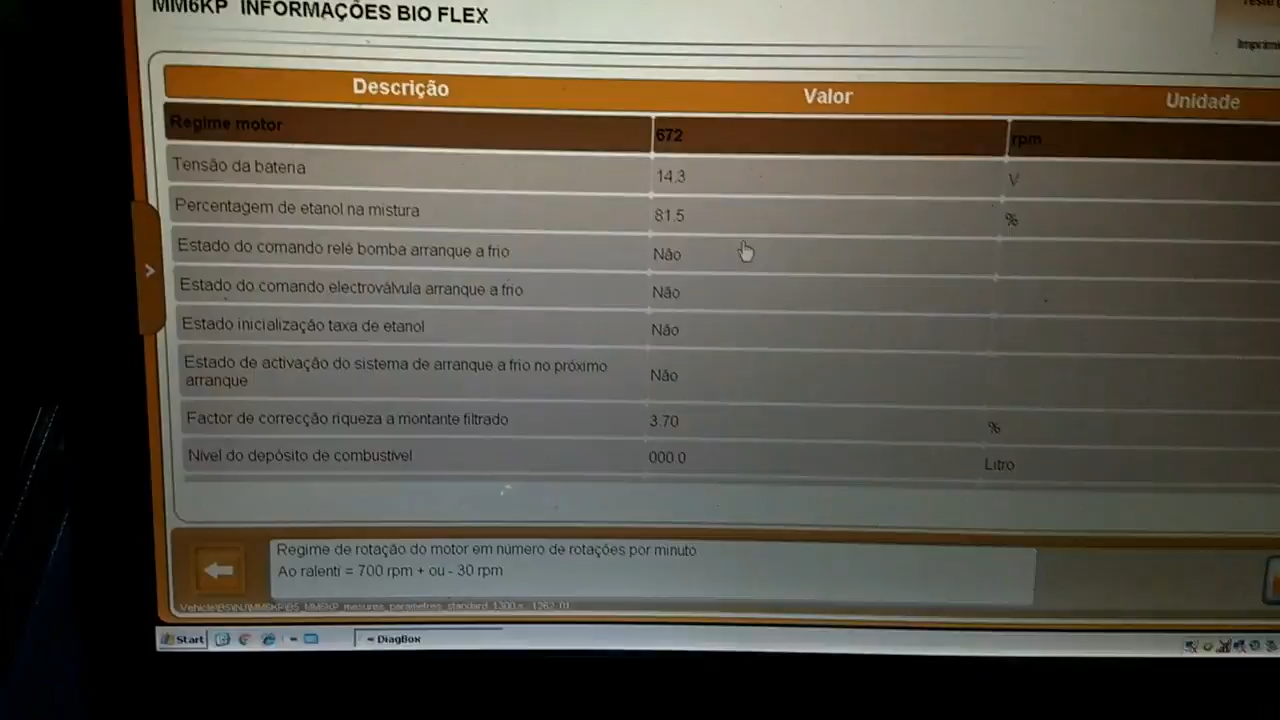 MM6KP INFORMAÇÕES BIO FLEX
Descrição Valor Unidade
Regime motor 672 rpm
Tensão da bateria 14.3 V
Percentagem de etanol na mistura 81.5 %
Estado do comando relé bomba arranque a frio Não
Estado do comando electroválvula arranque a frio Não
Estado inicialização taxa de etanol Não
Estado de activação do sistema de arranque a frio no próximo
arranque Não
Factor de correcção riqueza a montante filtrado 3.70 %
Nível do depósito de combustível 000.0 Litro
Regime de rotação do motor em número de rotações por minuto
Ao ralenti = 700 rpm + ou - 30 rpm
Start DiagBox